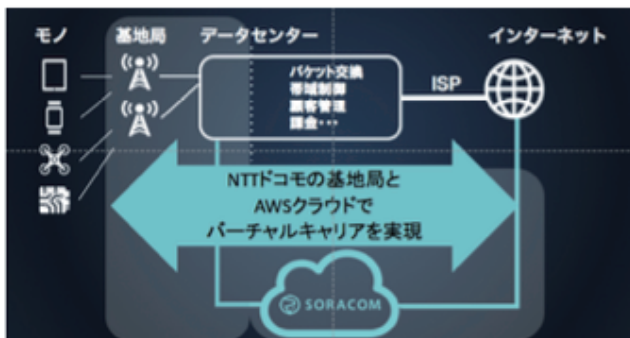 モノ
基地局
データセンター
インターネット
パケット交換
帯域制御
顧客管理
課金・・・
ISP
NTTドコモの基地局と
AWSクラウドで
バーチャルキャリアを実現
SORACOM